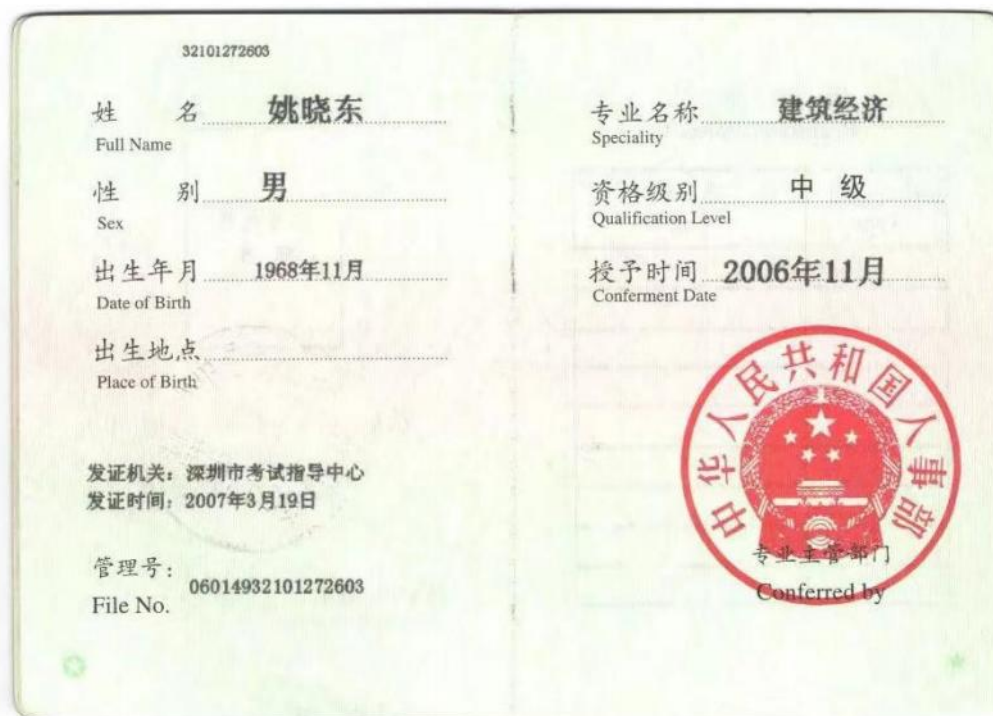 32101272603
姓 名 姚晓东
Full Name
性 别 男
Sex
出生年月 1968年11月
Date of Birth
出生地点
Place of Birth
发证机关：深圳市考试指导中心
发证时间：2007年3月19日
管理号：
06014932101272603
File No.
专业名称 建筑经济
Speciality
资格级别 中 级
Qualification Level
授予时间 2006年11月
Conferment Date
中华人民共和国人事部
专业主管部门
Conferred by